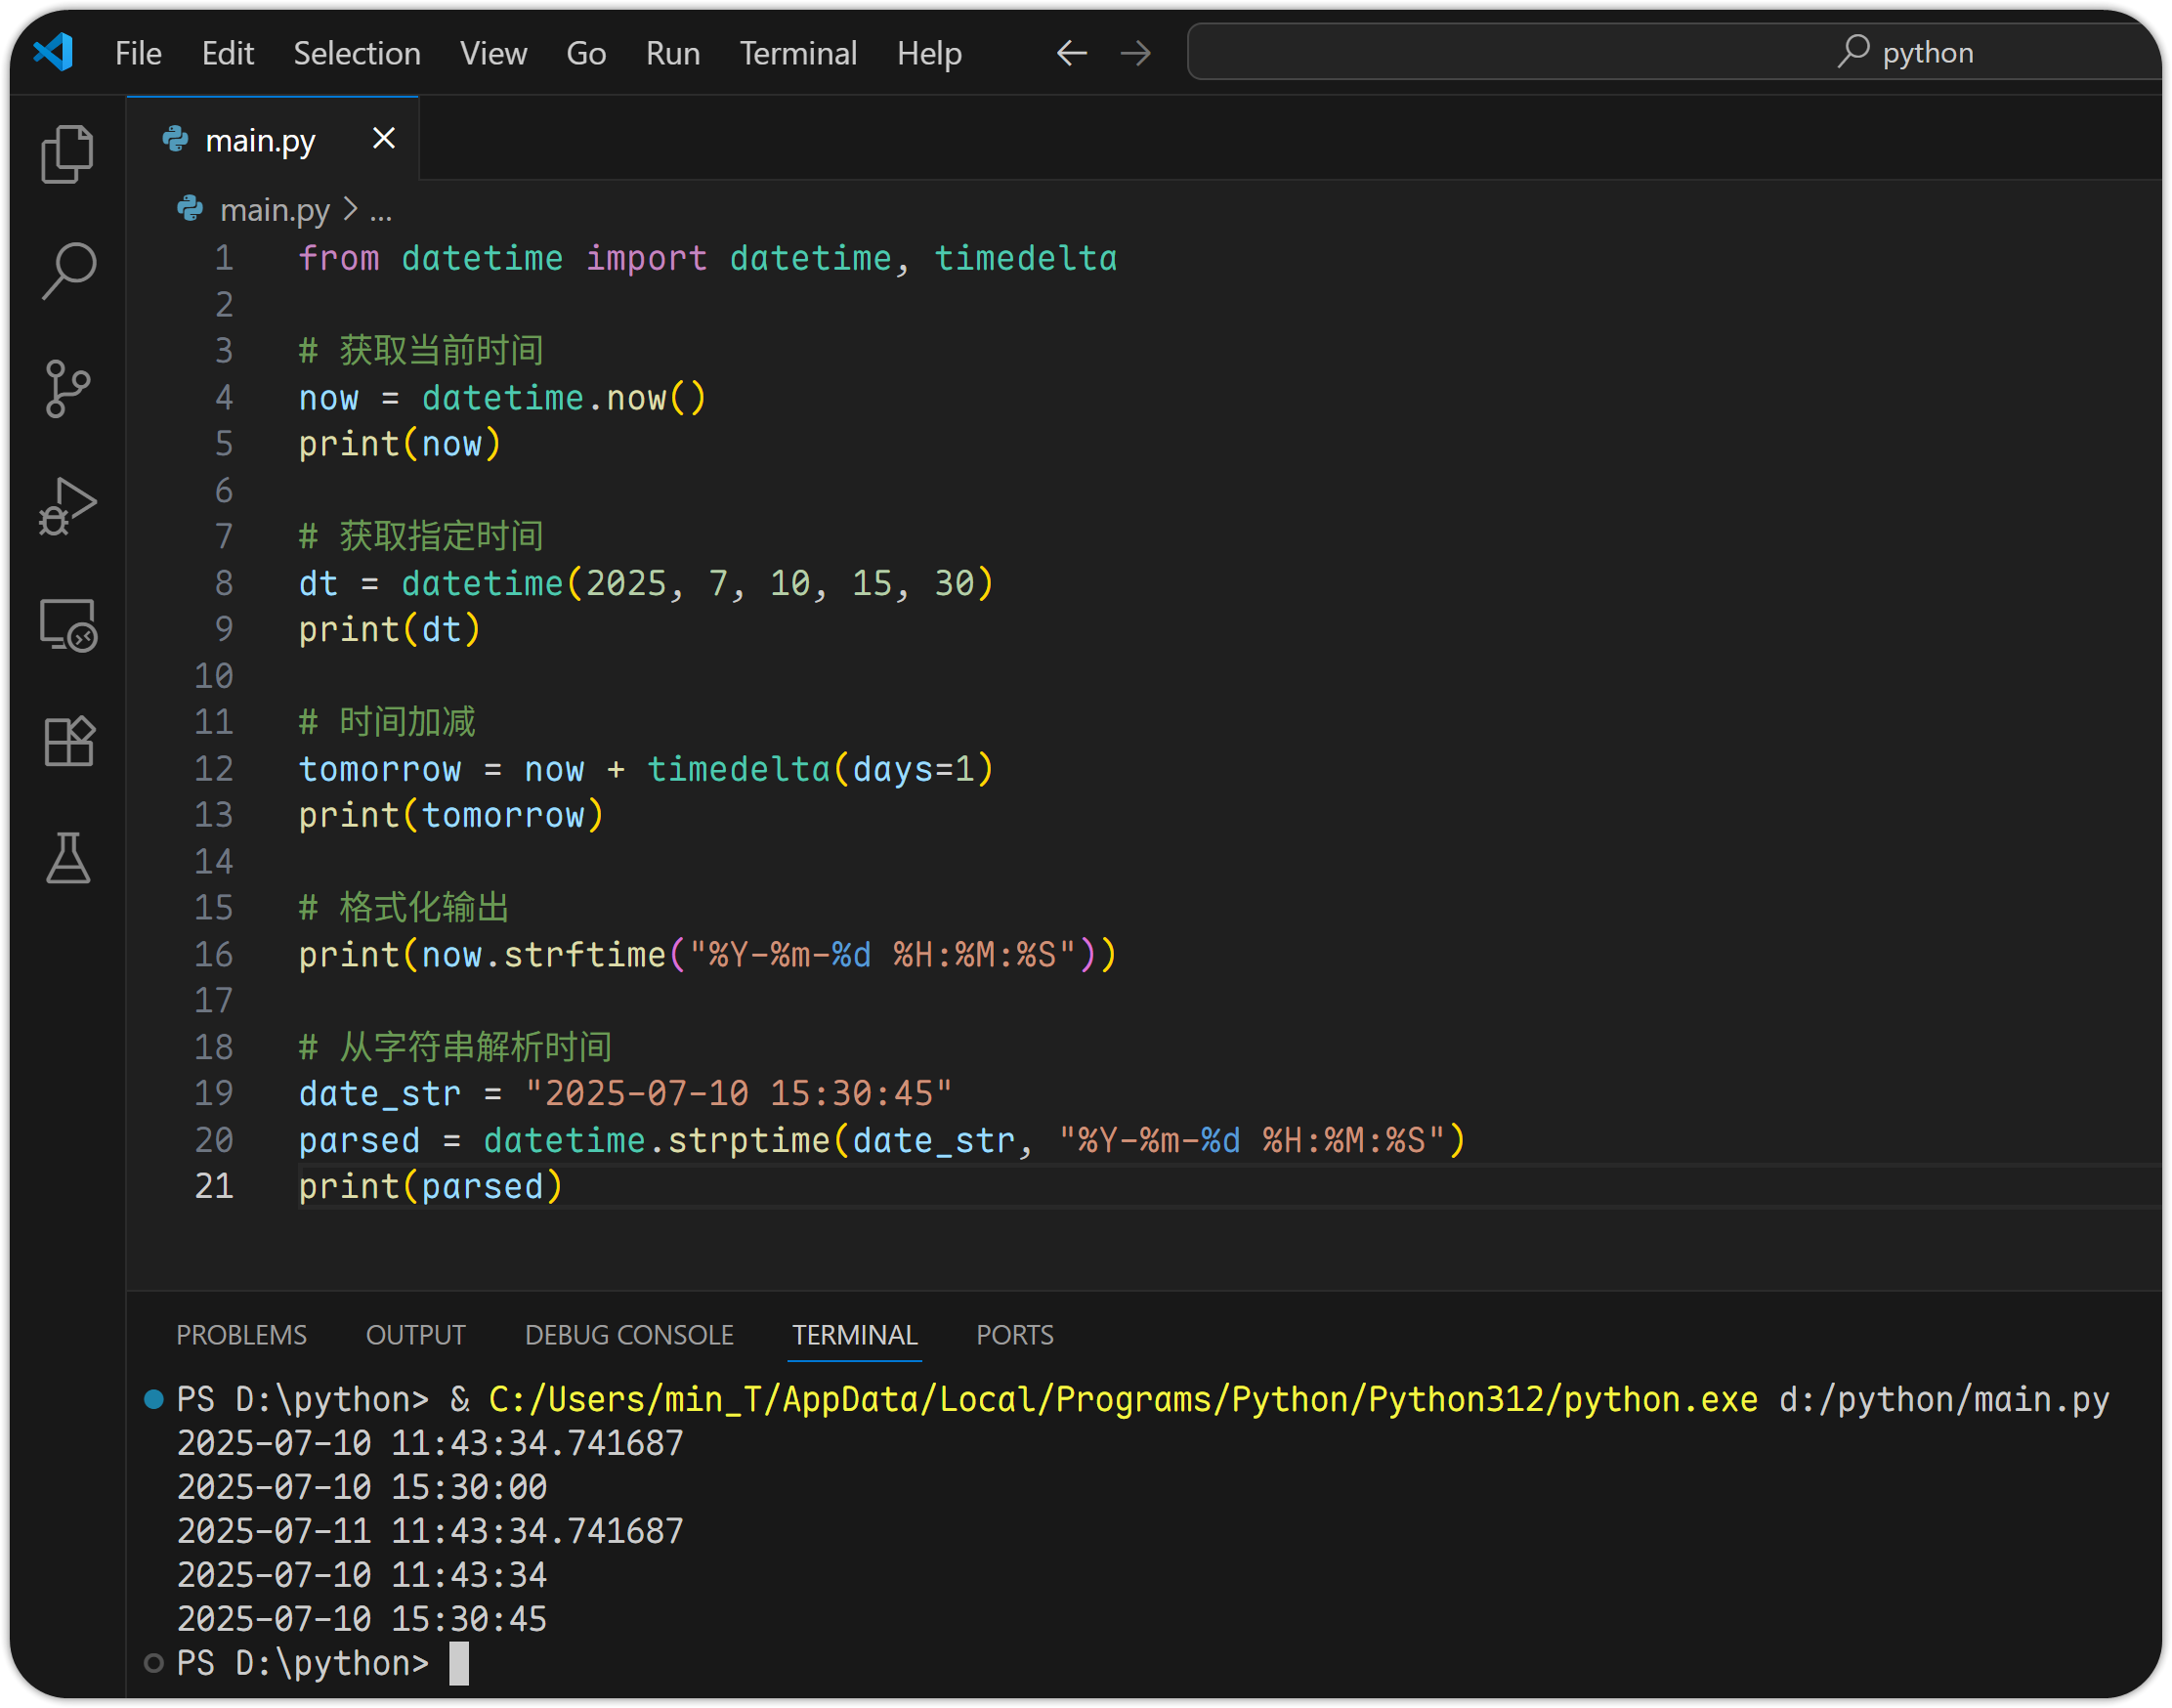 File Edit Selection View Go Run Terminal Help python
main.py
main.py > ...
1 from datetime import datetime, timedelta
2
3 # 获取当前时间
4 now = datetime.now()
5 print(now)
6
7 # 获取指定时间
8 dt = datetime(2025, 7, 10, 15, 30)
9 print(dt)
10
11 # 时间加减
12 tomorrow = now + timedelta(days=1)
13 print(tomorrow)
14
15 # 格式化输出
16 print(now.strftime("%Y-%m-%d %H:%M:%S"))
17
18 # 从字符串解析时间
19 date_str = "2025-07-10 15:30:45"
20 parsed = datetime.strptime(date_str, "%Y-%m-%d %H:%M:%S")
21 print(parsed)
PROBLEMS OUTPUT DEBUG CONSOLE TERMINAL PORTS
PS D:\python> & C:/Users/min_T/AppData/Local/Programs/Python/Python312/python.exe d:/python/main.py
2025-07-10 11:43:34.741687
2025-07-10 15:30:00
2025-07-11 11:43:34.741687
2025-07-10 11:43:34
2025-07-10 15:30:45
PS D:\python>